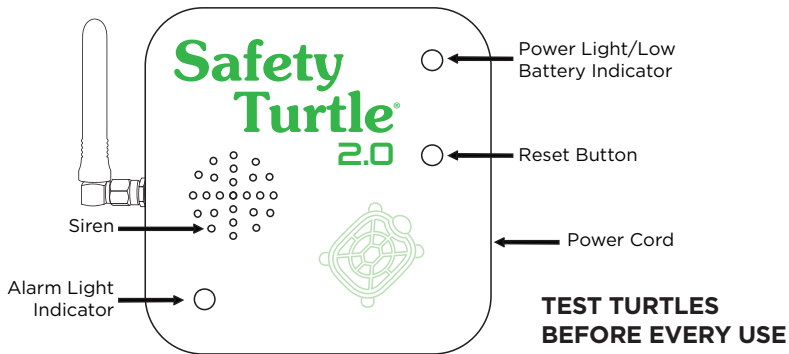 Safety
Turtle®
2.0
Power Light/Low
Battery Indicator
Reset Button
Siren
Power Cord
Alarm Light
Indicator
TEST TURTLES
BEFORE EVERY USE